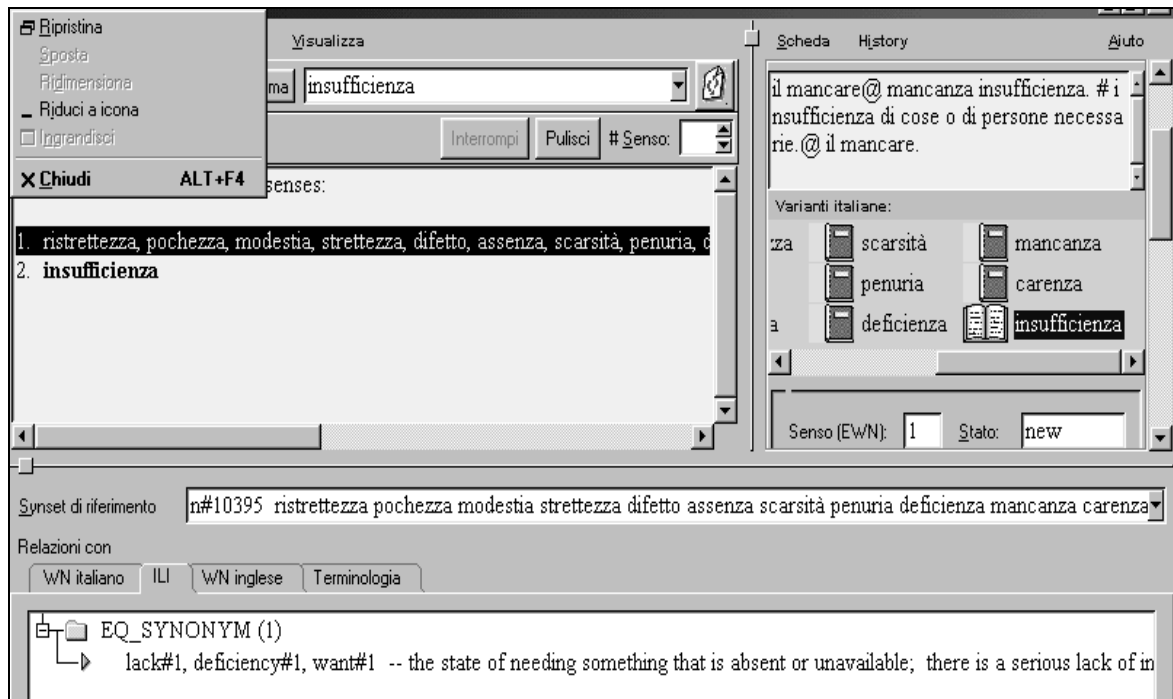 Ripristina
Sposta
Ridimensiona
Riduci a icona
Ingrandisci
Chiudi ALT+F4
Visualizza
Scheda History Aiuto
ma insufficienza
Interrompi Pulisci # Senso:
senses:
1. ristrettezza, pochezza, modestia, strettezza, difetto, assenza, scarsità, penuria, d
2. insufficienza
il mancare@ mancanza insufficienza. # i
nsufficienza di cose o di persone necessa
rie.@ il mancare.
Varianti italiane:
zza scarsità mancanza
penuria carenza
a deficienza insufficienza
Senso (EWN): 1 Stato: new
Synset di riferimento n#10395 ristrettezza pochezza modestia strettezza difetto assenza scarsità penuria deficienza mancanza carenza
Relazioni con
WN italiano ILI WN inglese Terminologia
EQ_SYNONYM (1)
lack#1, deficiency#1, want#1 -- the state of needing something that is absent or unavailable; there is a serious lack of in